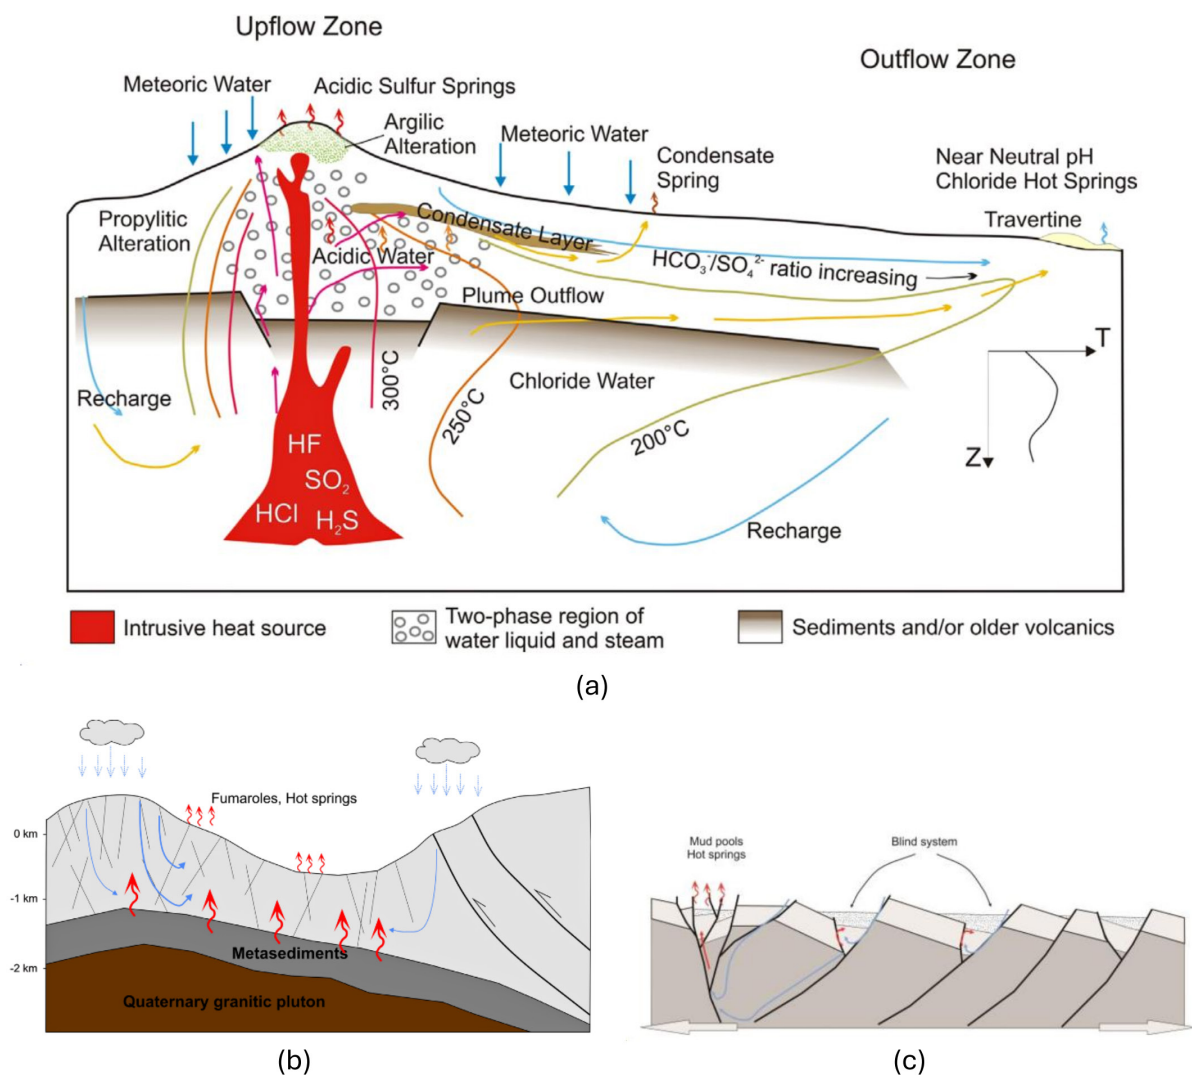 Upflow Zone
Outflow Zone
Meteoric Water
Acidic Sulfur Springs
Argilic
Alteration
Meteoric Water
Condensate
Spring
Near Neutral pH
Chloride Hot Springs
Travertine
Propylitic
Alteration
Condensate Layer
Acidic Water
HCO₃⁻/SO₄²⁻ ratio increasing
Plume Outflow
Recharge
300°C
250°C
Chloride Water
200°C
T
Z
HF
SO₂
HCl
H₂S
Recharge
Intrusive heat source
Two-phase region of
water liquid and steam
Sediments and/or older volcanics
(a)
Fumaroles, Hot springs
0 km
-1 km
-2 km
Metasediments
Quaternary granitic pluton
(b)
Mud pools
Hot springs
Blind system
(c)